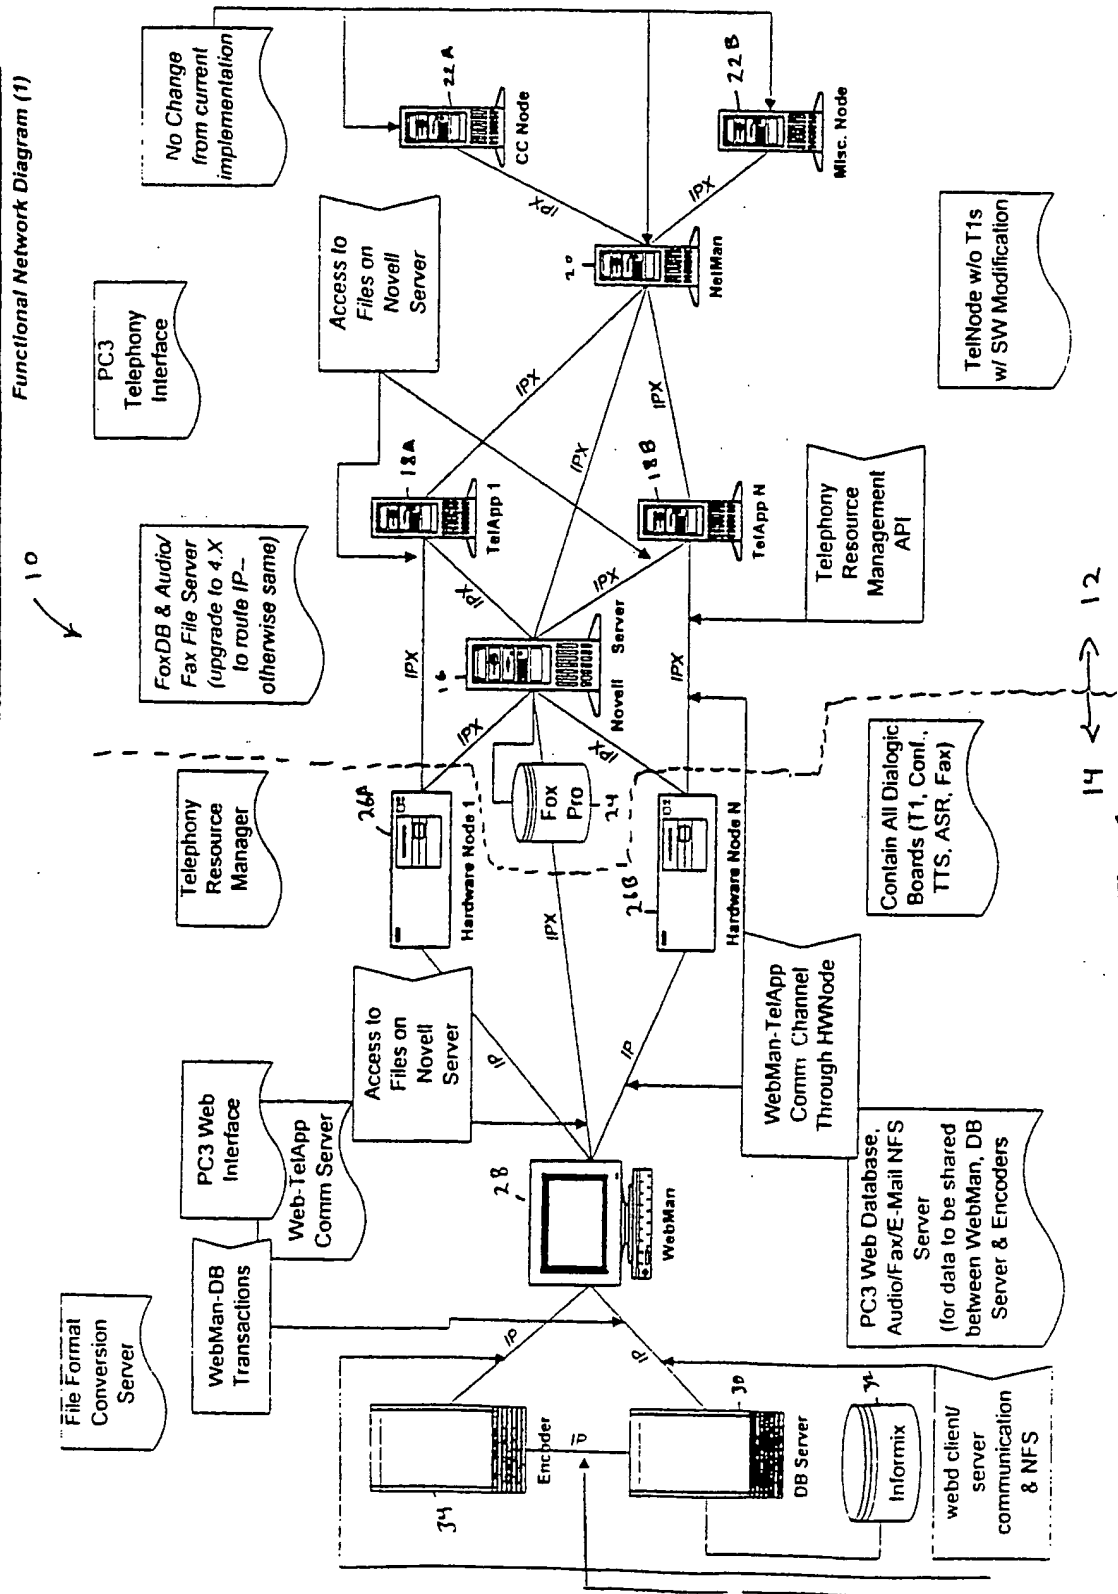 Functional Network Diagram (1)
10
File Format
Conversion
Server
WebMan-DB
Transactions
PC3 Web
Interface
Web-TelApp
Comm Server
Telephony
Resource
Manager
FoxDB & Audio/
Fax File Server
(upgrade to 4.X
to route IP–
otherwise same)
PC3
Telephony
Interface
No Change
from current
implementation
Access to
Files on
Novell
Server
Access to
Files on
Novell
Server
34
Encoder
IP
IP
IP
30
DB Server
32
Informix
webd client/
server
communication
& NFS
28
WebMan
IP
IPX
IP
26A
Hardware Node 1
Fox
Pro
24
26B
Hardware Node N
IPX
IPX
IPX
IPX
16
Novell Server
IPX
IPX
IPX
18A
TelApp 1
18B
TelApp N
IPX
IPX
20
NetMan
IPX
IPX
22A
CC Node
22B
Misc. Node
PC3 Web Database,
Audio/Fax/E-Mail NFS
Server
(for data to be shared
between WebMan, DB
Server & Encoders
WebMan-TelApp
Comm Channel
Through HWNode
Contain All Dialogic
Boards (T1, Conf.,
TTS, ASR, Fax)
Telephony
Resource
Management
API
TelNode w/o T1s
w/ SW Modification
14
12